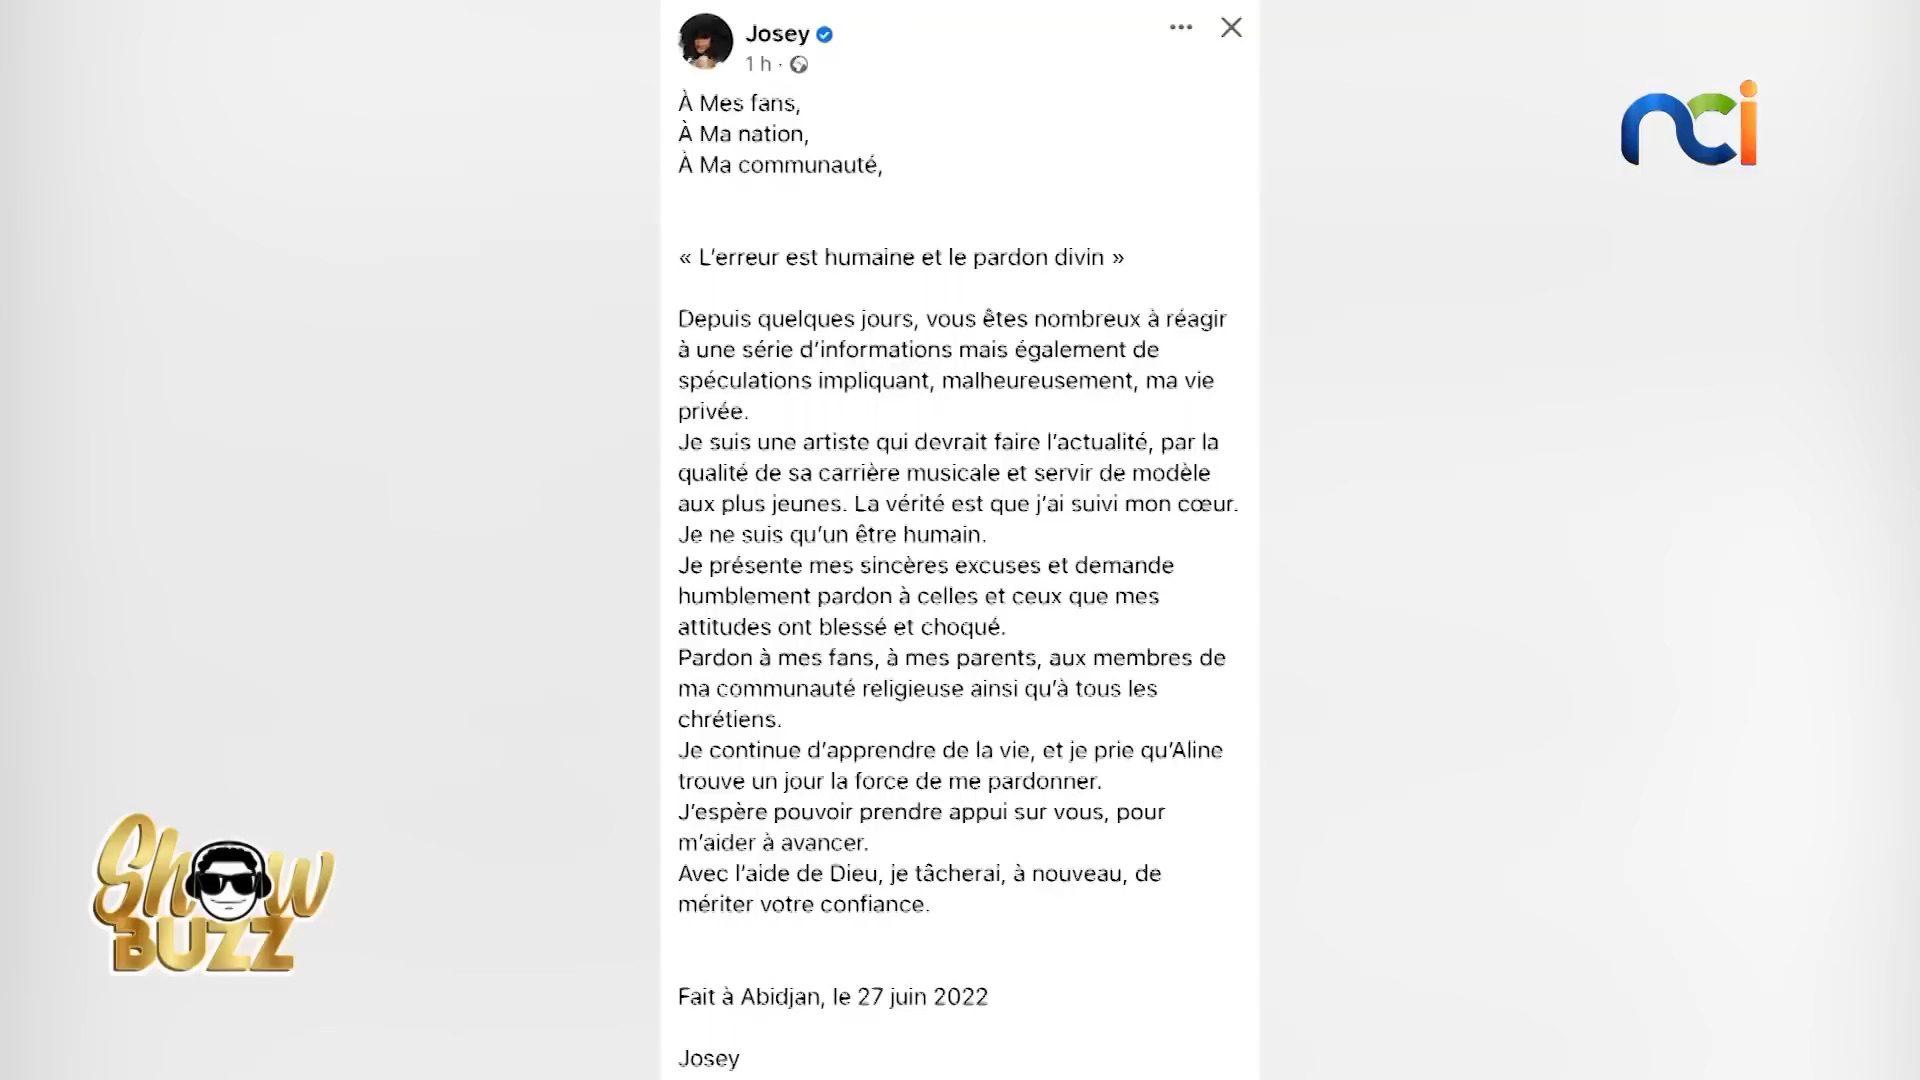 Josey
1 h ·
À Mes fans,
À Ma nation,
À Ma communauté,
« L’erreur est humaine et le pardon divin »
Depuis quelques jours, vous êtes nombreux à réagir
à une série d’informations mais également de
spéculations impliquant, malheureusement, ma vie
privée.
Je suis une artiste qui devrait faire l’actualité, par la
qualité de sa carrière musicale et servir de modèle
aux plus jeunes. La vérité est que j’ai suivi mon cœur.
Je ne suis qu’un être humain.
Je présente mes sincères excuses et demande
humblement pardon à celles et ceux que mes
attitudes ont blessé et choqué.
Pardon à mes fans, à mes parents, aux membres de
ma communauté religieuse ainsi qu’à tous les
chrétiens.
Je continue d’apprendre de la vie, et je prie qu’Aline
trouve un jour la force de me pardonner.
J’espère pouvoir prendre appui sur vous, pour
m’aider à avancer.
Avec l’aide de Dieu, je tâcherai, à nouveau, de
mériter votre confiance.
Fait à Abidjan, le 27 juin 2022
Josey
nci
Show
BUZZ